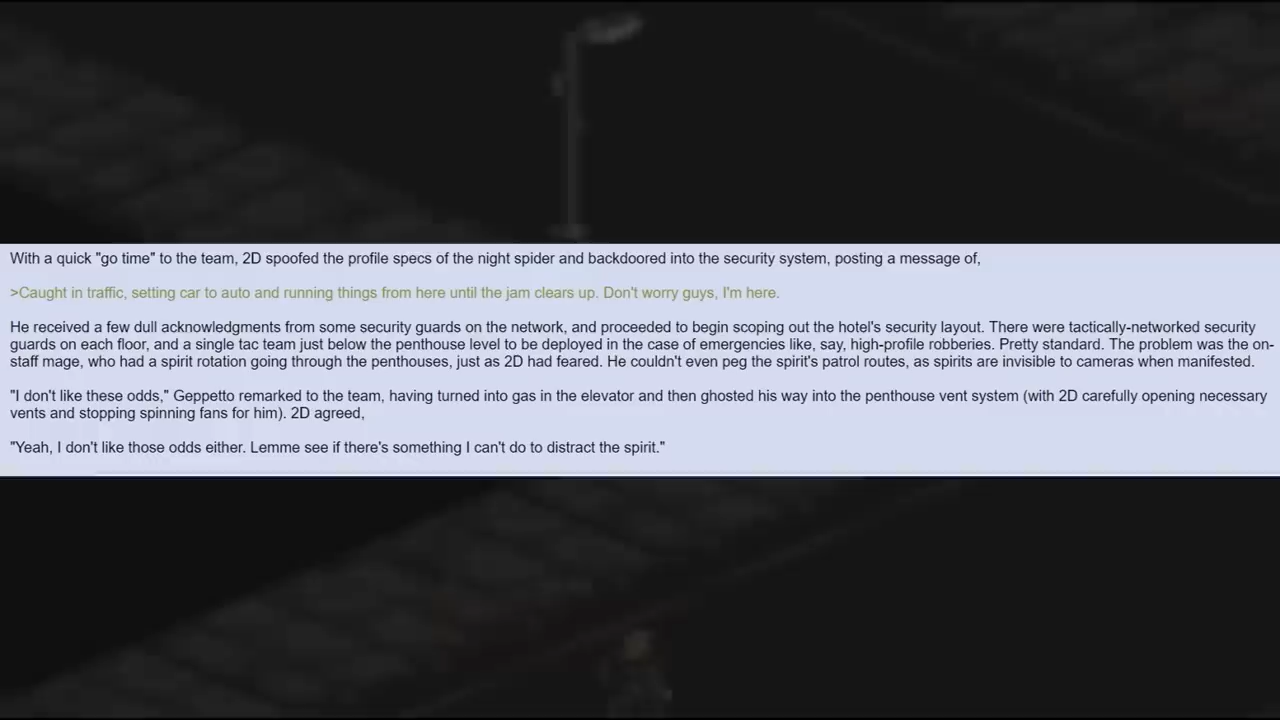 With a quick "go time" to the team, 2D spoofed the profile specs of the night spider and backdoored into the security system, posting a message of,
>Caught in traffic, setting car to auto and running things from here until the jam clears up. Don't worry guys, I'm here.
He received a few dull acknowledgments from some security guards on the network, and proceeded to begin scoping out the hotel's security layout. There were tactically-networked security
guards on each floor, and a single tac team just below the penthouse level to be deployed in the case of emergencies like, say, high-profile robberies. Pretty standard. The problem was the on-
staff mage, who had a spirit rotation going through the penthouses, just as 2D had feared. He couldn't even peg the spirit's patrol routes, as spirits are invisible to cameras when manifested.
"I don't like these odds," Geppetto remarked to the team, having turned into gas in the elevator and then ghosted his way into the penthouse vent system (with 2D carefully opening necessary
vents and stopping spinning fans for him). 2D agreed,
"Yeah, I don't like those odds either. Lemme see if there's something I can't do to distract the spirit."